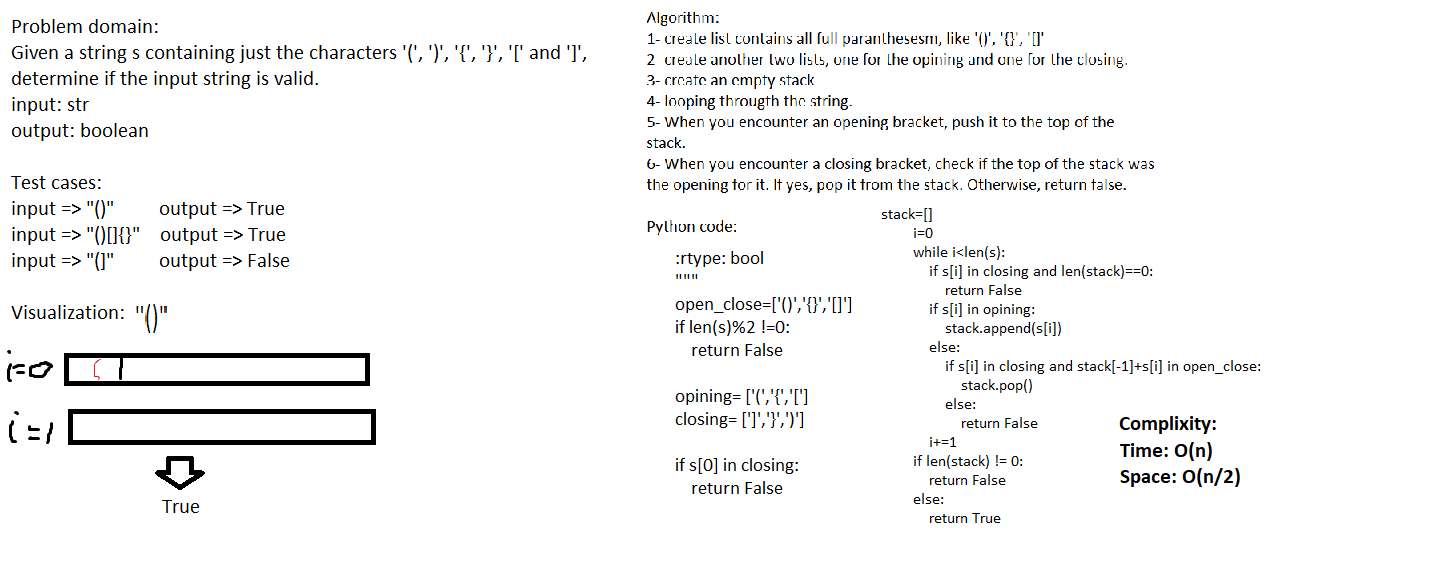 Problem domain:
Given a string s containing just the characters '(', ')', '{', '}', '[' and ']',
determine if the input string is valid.
input: str
output: boolean
Test cases:
input => "()" output => True
input => "()[]{}" output => True
input => "(]" output => False
Visualization: "()"
i=0 (
i=1
True
Algorithm:
1- create list contains all full paranthesesm, like '()', '{}', '[]'
2 create another two lists, one for the opining and one for the closing.
3- create an empty stack
4- looping througth the string.
5- When you encounter an opening bracket, push it to the top of the
stack.
6- When you encounter a closing bracket, check if the top of the stack was
the opening for it. If yes, pop it from the stack. Otherwise, return false.
Python code:
:rtype: bool
"""
open_close=['()','{}','[]']
if len(s)%2 !=0:
return False
opining= ['(','{','[']
closing= [']','}',')']
if s[0] in closing:
return False
stack=[]
i=0
while i<len(s):
if s[i] in closing and len(stack)==0:
return False
if s[i] in opining:
stack.append(s[i])
else:
if s[i] in closing and stack[-1]+s[i] in open_close:
stack.pop()
else:
return False
i+=1
if len(stack) != 0:
return False
else:
return True
Complixity:
Time: O(n)
Space: O(n/2)